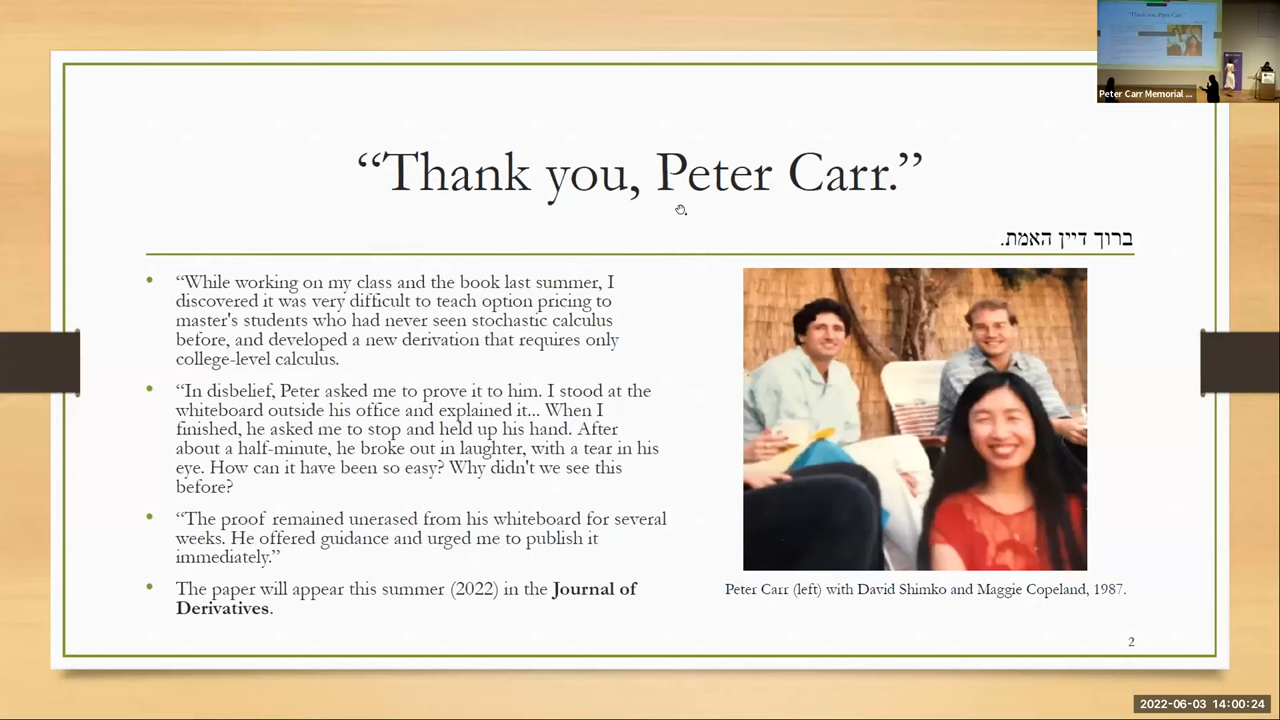 “Thank you, Peter Carr.”
Peter Carr Memorial ...
“Thank you, Peter Carr.”
ברוך דיין האמת.
• “While working on my class and the book last summer, I
discovered it was very difficult to teach option pricing to
master's students who had never seen stochastic calculus
before, and developed a new derivation that requires only
college-level calculus.
• “In disbelief, Peter asked me to prove it to him. I stood at the
whiteboard outside his office and explained it... When I
finished, he asked me to stop and held up his hand. After
about a half-minute, he broke out in laughter, with a tear in his
eye. How can it have been so easy? Why didn't we see this
before?
• “The proof remained unerased from his whiteboard for several
weeks. He offered guidance and urged me to publish it
immediately.”
• The paper will appear this summer (2022) in the Journal of
Derivatives.
Peter Carr (left) with David Shimko and Maggie Copeland, 1987.
2
2022-06-03 14:00:24